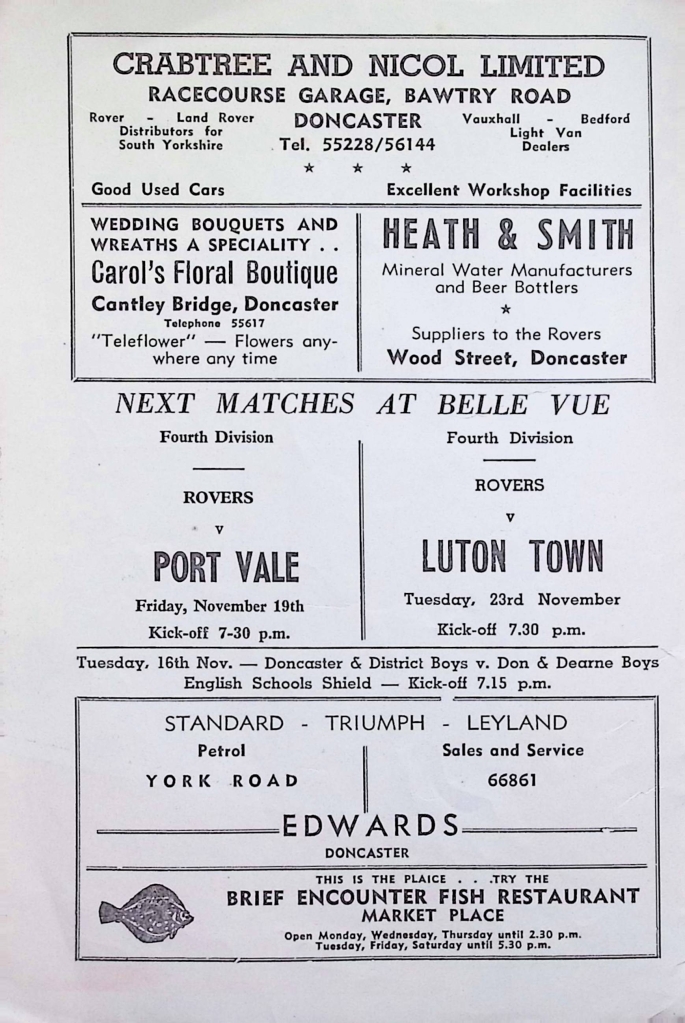 CRABTREE AND NICOL LIMITED
RACECOURSE GARAGE, BAWTRY ROAD
Rover - Land Rover
Distributors for
South Yorkshire
DONCASTER
Tel. 55228/56144
Vauxhall - Bedford
Light Van
Dealers
Good Used Cars
Excellent Workshop Facilities
WEDDING BOUQUETS AND
WREATHS A SPECIALITY . .
Carol's Floral Boutique
Cantley Bridge, Doncaster
Telephone 55617
"Teleflower" — Flowers any-
where any time
HEATH & SMITH
Mineral Water Manufacturers
and Beer Bottlers
Suppliers to the Rovers
Wood Street, Doncaster
NEXT MATCHES AT BELLE VUE
Fourth Division
ROVERS
v
PORT VALE
Friday, November 19th
Kick-off 7-30 p.m.
Fourth Division
ROVERS
v
LUTON TOWN
Tuesday, 23rd November
Kick-off 7.30 p.m.
Tuesday, 16th Nov. — Doncaster & District Boys v. Don & Dearne Boys
English Schools Shield — Kick-off 7.15 p.m.
STANDARD - TRIUMPH - LEYLAND
Petrol
YORK ROAD
Sales and Service
66861
EDWARDS
DONCASTER
THIS IS THE PLAICE . . . .TRY THE
BRIEF ENCOUNTER FISH RESTAURANT
MARKET PLACE
Open Monday, Wednesday, Thursday until 2.30 p.m.
Tuesday, Friday, Saturday until 5.30 p.m.